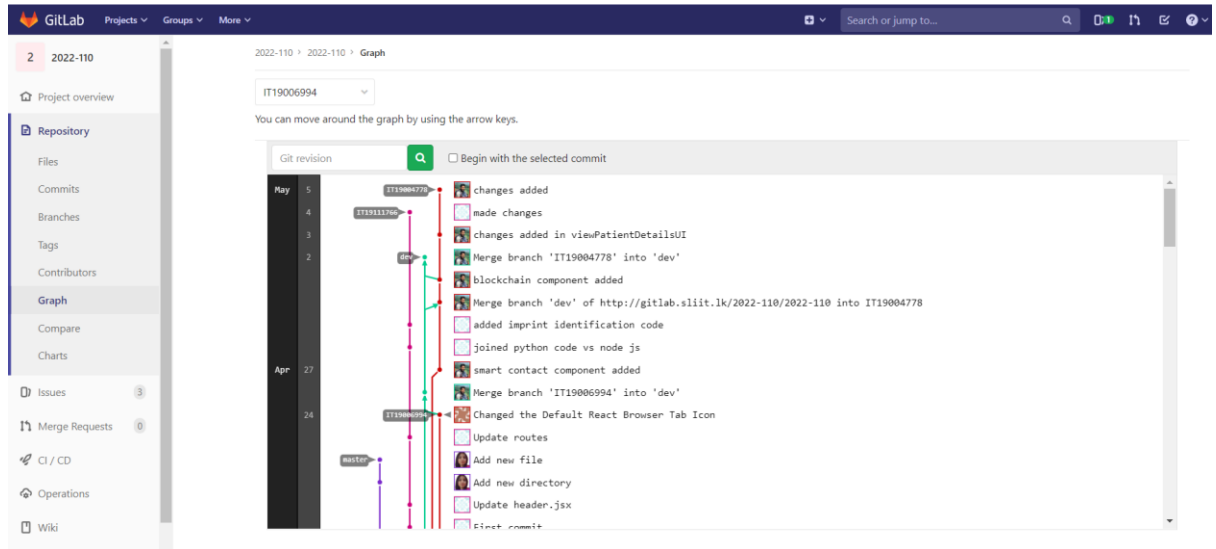 GitLab Projects Groups More Search or jump to... 1
2 2022-110
2022-110 > 2022-110 > Graph
Project overview
IT19006994
You can move around the graph by using the arrow keys.
Repository
Git revision Begin with the selected commit
Files
Commits
Branches
Tags
Contributors
Graph
Compare
Charts
Issues 3
Merge Requests 0
CI / CD
Operations
Wiki
May 5 IT19004778 changes added
4 IT19111766 made changes
3 changes added in viewPatientDetailsUI
2 dev Merge branch 'IT19004778' into 'dev'
blockchain component added
Merge branch 'dev' of http://gitlab.sliit.lk/2022-110/2022-110 into IT19004778
added imprint identification code
joined python code vs node js
Apr 27 smart contact component added
Merge branch 'IT19006994' into 'dev'
24 IT19006994 Changed the Default React Browser Tab Icon
Update routes
master Add new file
Add new directory
Update header.jsx
First commit